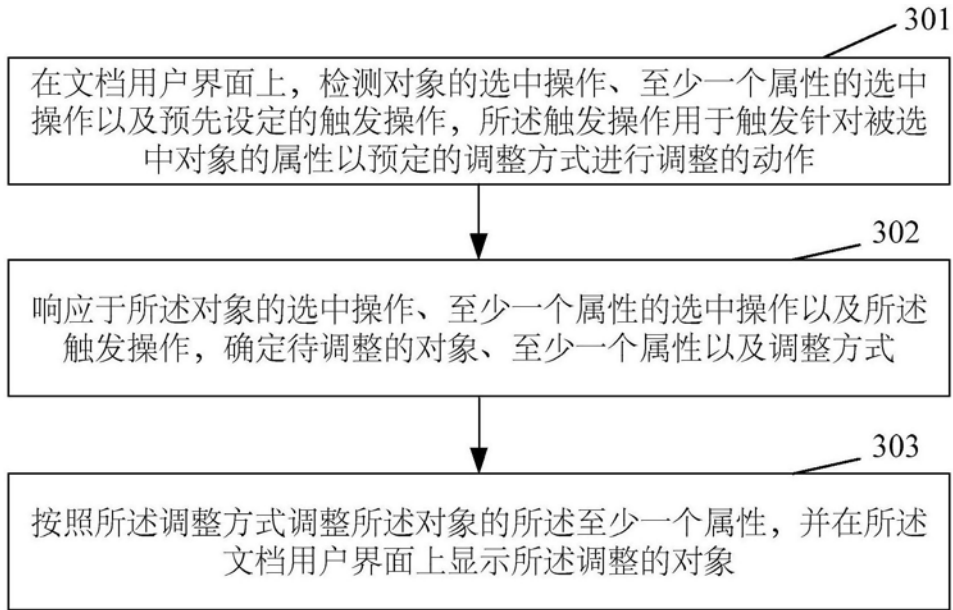 301
在文档用户界面上，检测对象的选中操作、至少一个属性的选中
操作以及预先设定的触发操作，所述触发操作用于触发针对被选
中对象的属性以预定的调整方式进行调整的动作
302
响应于所述对象的选中操作、至少一个属性的选中操作以及所述
触发操作，确定待调整的对象、至少一个属性以及调整方式
303
按照所述调整方式调整所述对象的所述至少一个属性，并在所述
文档用户界面上显示所述调整的对象